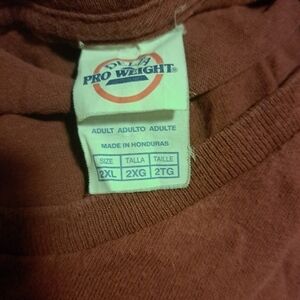 DELTA
PRO WEIGHT®
ADULT ADULTO ADULTE
MADE IN HONDURAS
SIZE TALLA TAILLE
2XL 2XG 2TG